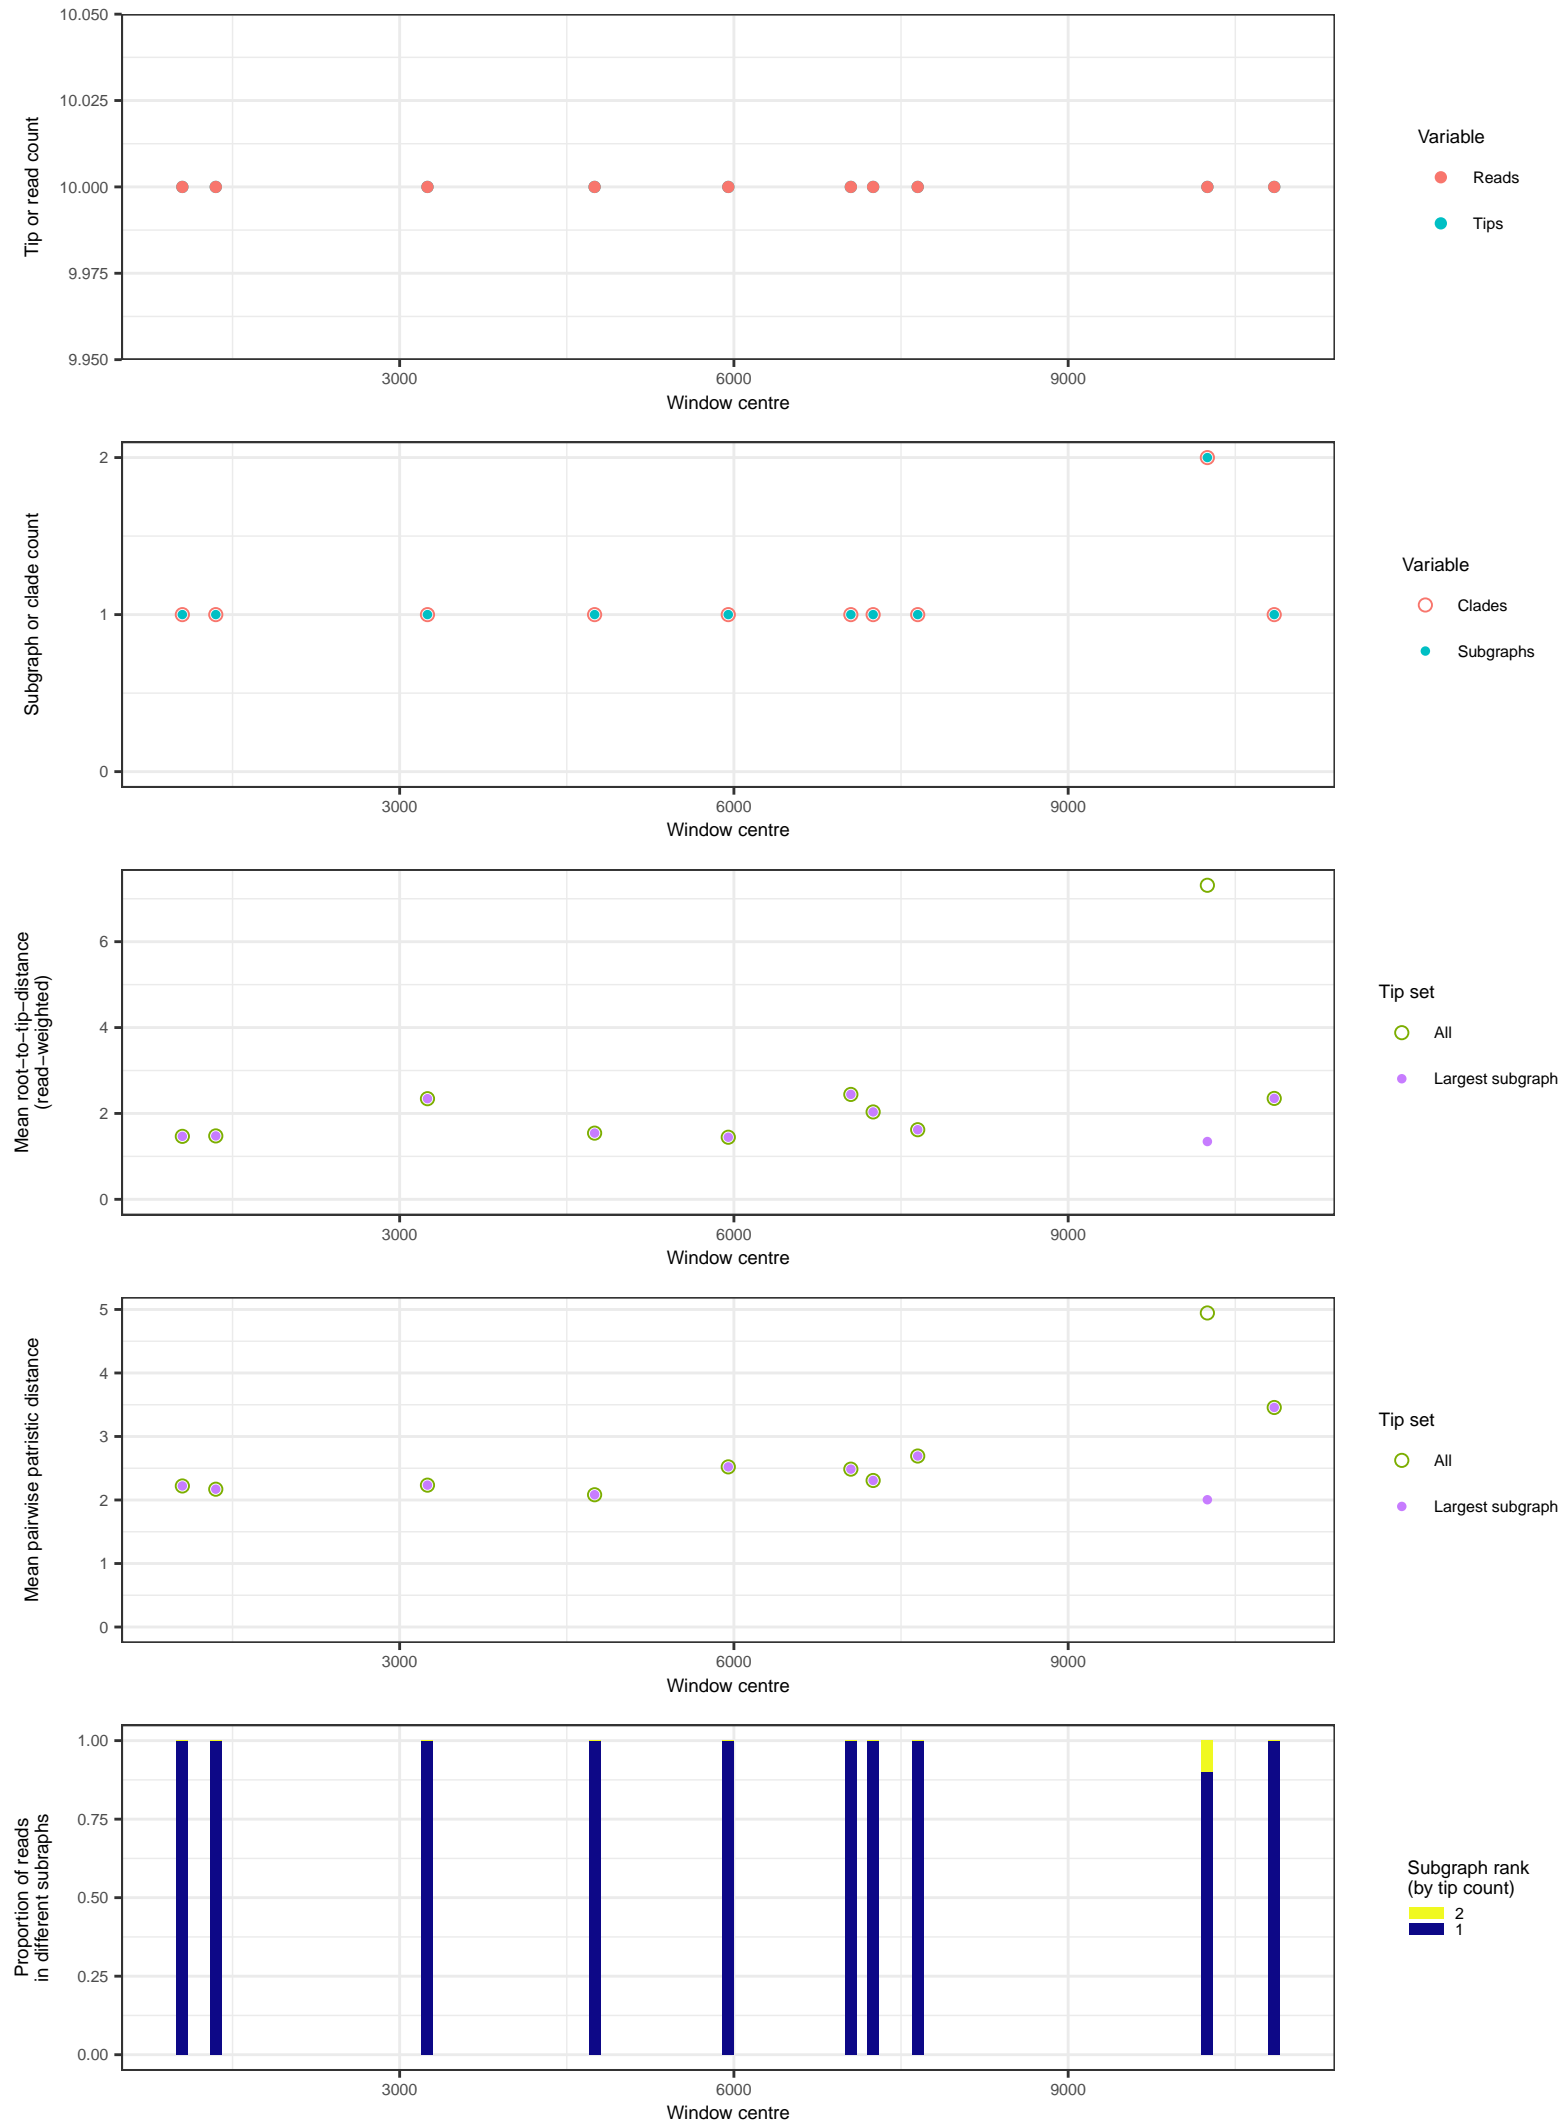 10.050
10.025
10.000
9.975
9.950
Tip or read count
3000
6000
9000
Window centre
Variable
Reads
Tips
2
1
0
Subgraph or clade count
3000
6000
9000
Window centre
Variable
Clades
Subgraphs
6
4
2
0
Mean root−to−tip−distance
(read−weighted)
3000
6000
9000
Window centre
Tip set
All
Largest subgraph
5
4
3
2
1
0
Mean pairwise patristic distance
3000
6000
9000
Window centre
Tip set
All
Largest subgraph
1.00
0.75
0.50
0.25
0.00
Proportion of reads
in different subraphs
3000
6000
9000
Window centre
Subgraph rank
(by tip count)
2
1